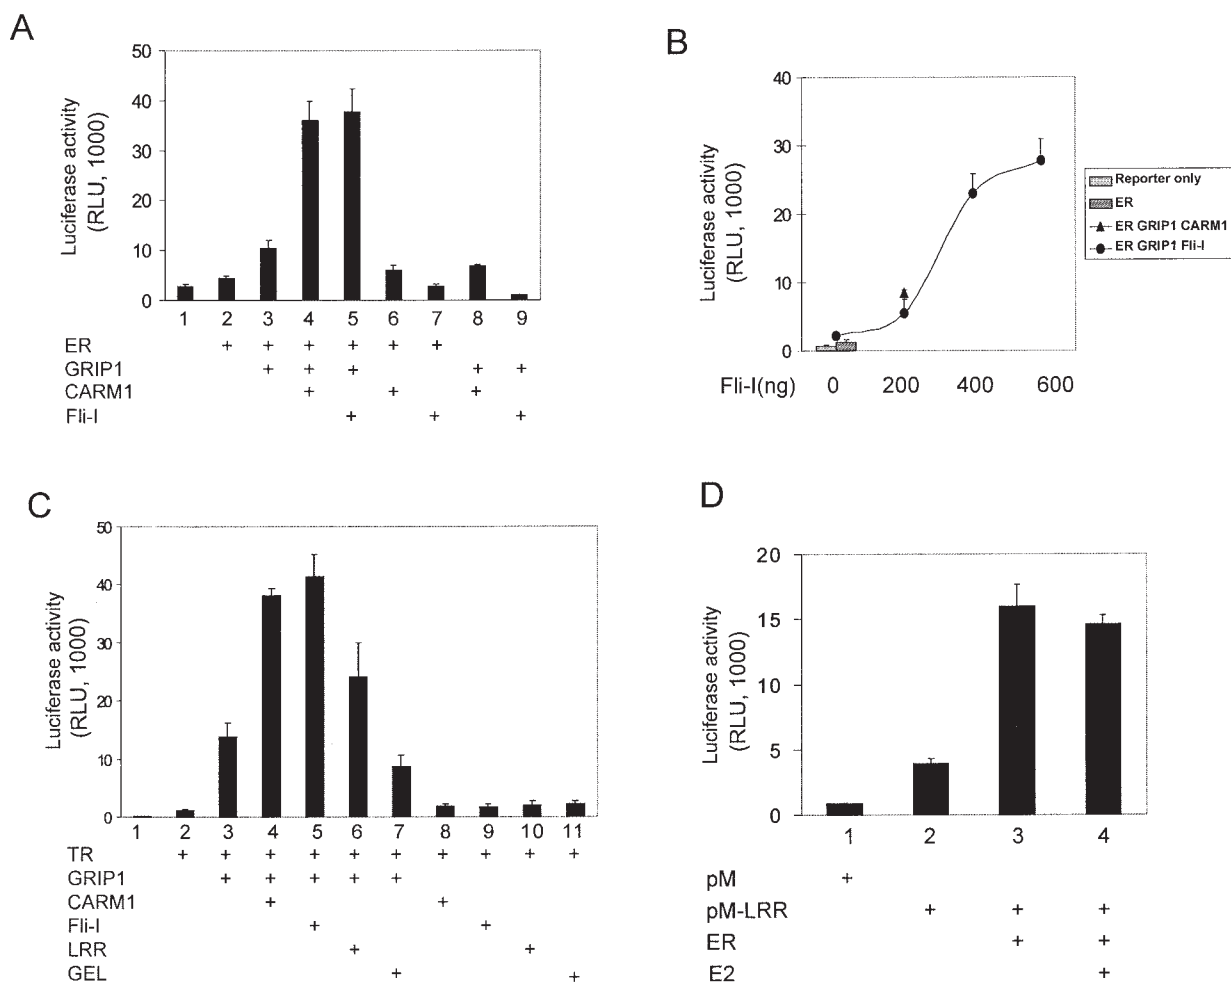 A
Luciferase activity
(RLU, 1000)
50
40
30
20
10
0
1 2 3 4 5 6 7 8 9
ER + + + + + +
GRIP1 + + + + +
CARM1 + + +
Fli-I + + +
B
Luciferase activity
(RLU, 1000)
40
30
20
10
0
Fli-I(ng) 0 200 400 600
Reporter only
ER
ER GRIP1 CARM1
ER GRIP1 Fli-I
C
Luciferase activity
(RLU, 1000)
50
40
30
20
10
0
1 2 3 4 5 6 7 8 9 10 11
TR + + + + + + + + + +
GRIP1 + + + + +
CARM1 + +
Fli-I + +
LRR + +
GEL + +
D
Luciferase activity
(RLU, 1000)
20
15
10
5
0
1 2 3 4
pM +
pM-LRR + + +
ER + +
E2 +